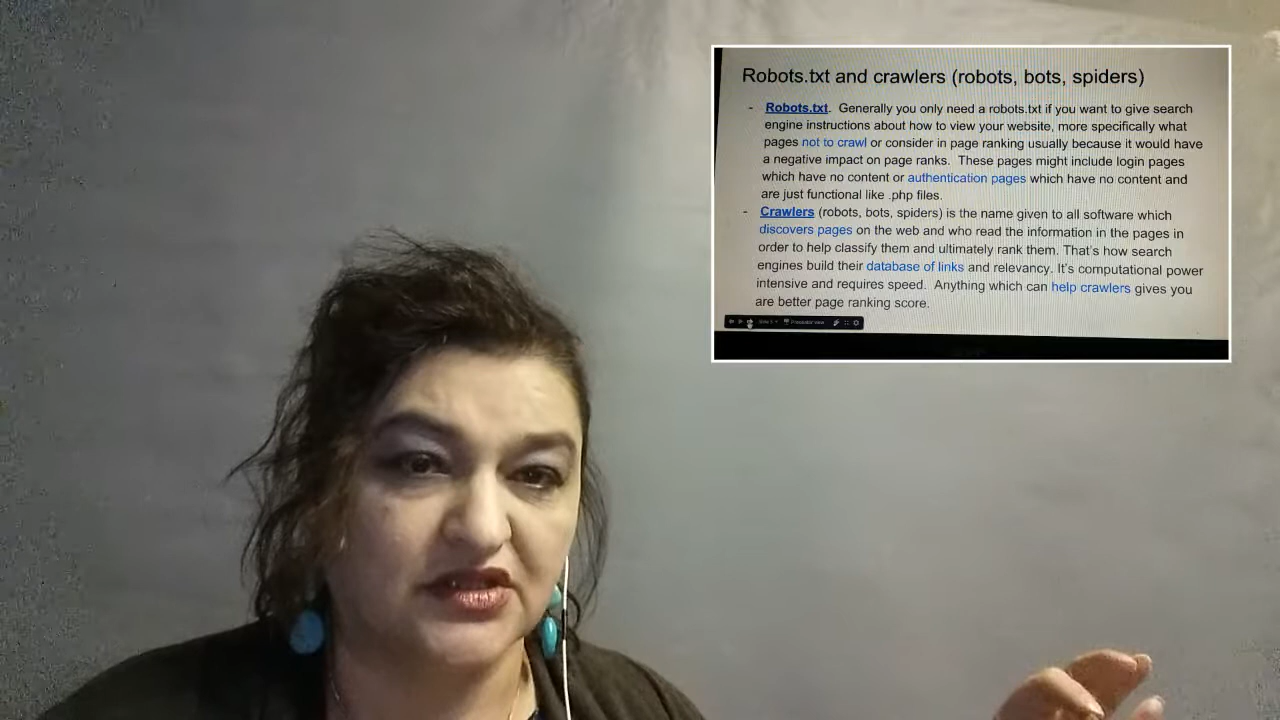 Robots.txt and crawlers (robots, bots, spiders)
- Robots.txt. Generally you only need a robots.txt if you want to give search
engine instructions about how to view your website, more specifically what
pages not to crawl or consider in page ranking usually because it would have
a negative impact on page ranks. These pages might include login pages
which have no content or authentication pages which have no content and
are just functional like .php files.
- Crawlers (robots, bots, spiders) is the name given to all software which
discovers pages on the web and who read the information in the pages in
order to help classify them and ultimately rank them. That's how search
engines build their database of links and relevancy. It's computational power
intensive and requires speed. Anything which can help crawlers gives you
are better page ranking score.
Presenter view